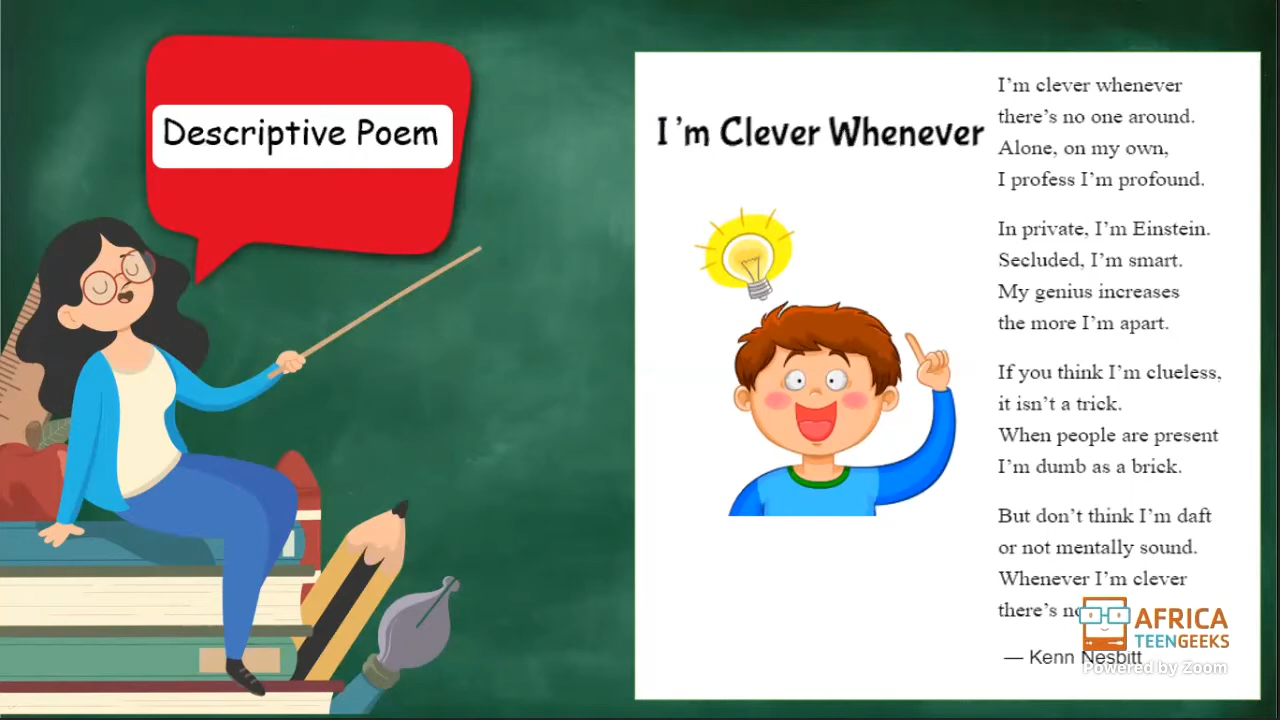 Descriptive Poem
I'm Clever Whenever
I'm clever whenever
there's no one around.
Alone, on my own,
I profess I'm profound.
In private, I'm Einstein.
Secluded, I'm smart.
My genius increases
the more I'm apart.
If you think I'm clueless,
it isn't a trick.
When people are present
I'm dumb as a brick.
But don't think I'm daft
or not mentally sound.
Whenever I'm clever
there's
— Kenn Nesbitt
AFRICA
TEENGEEKS
Powered by Zoom